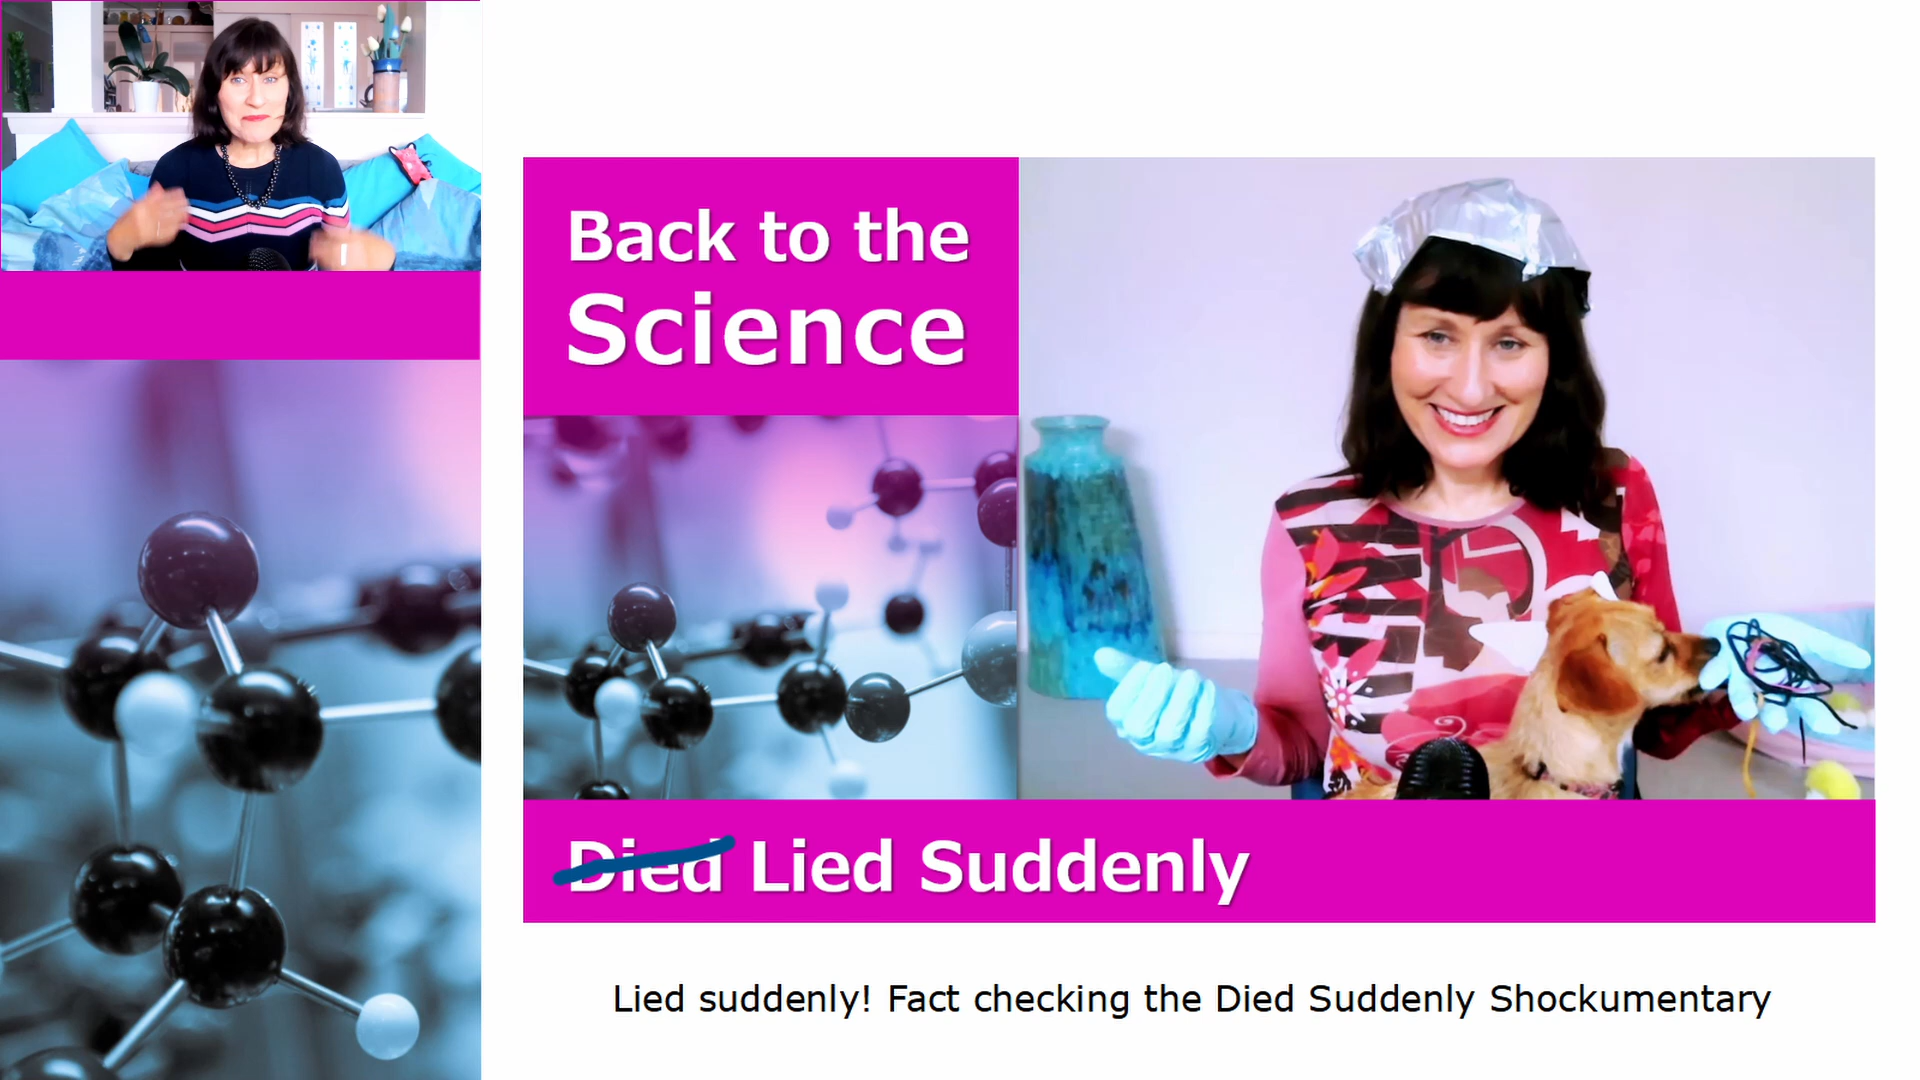 Back to the
Science
Died Lied Suddenly
Lied suddenly! Fact checking the Died Suddenly Shockumentary